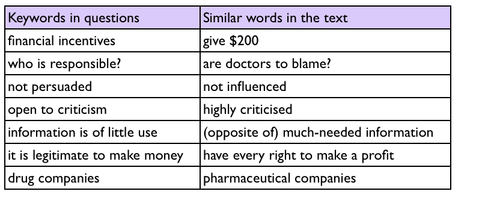 Keywords in questions Similar words in the text
financial incentives give $200
who is responsible? are doctors to blame?
not persuaded not influenced
open to criticism highly criticised
information is of little use (opposite of) much-needed information
it is legitimate to make money have every right to make a profit
drug companies pharmaceutical companies